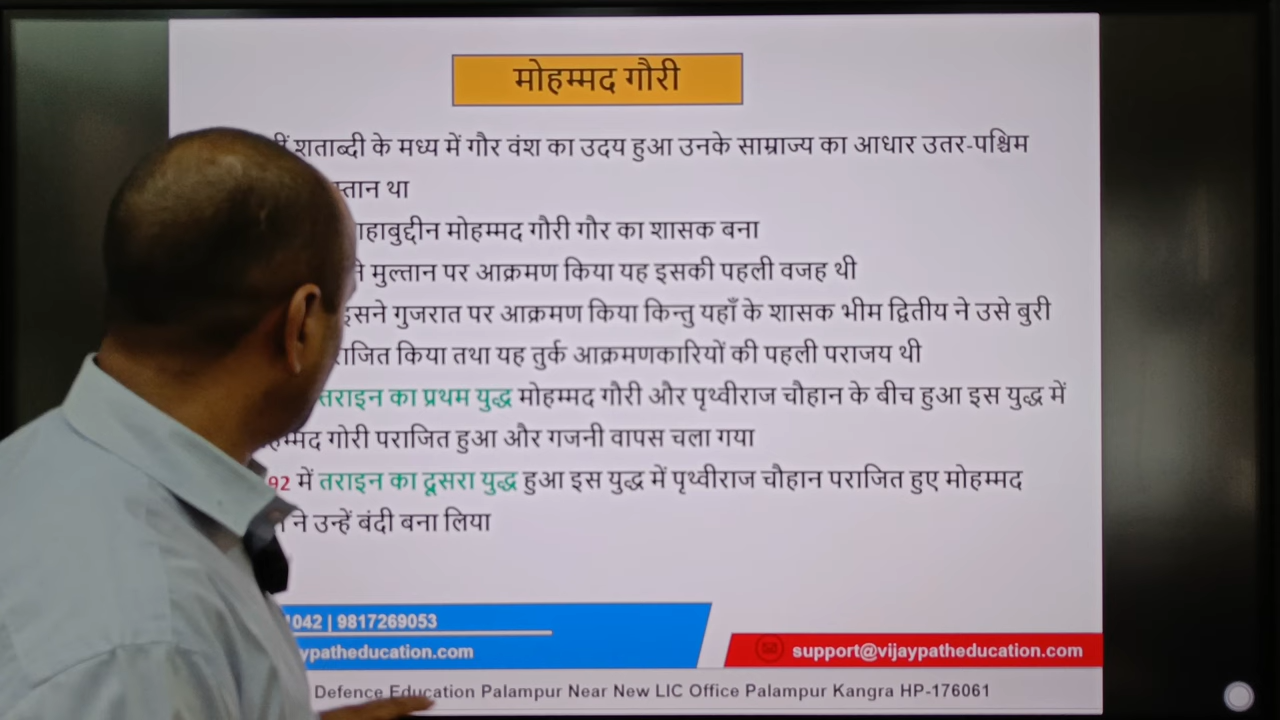 मोहम्मद गौरी
शताब्दी के मध्य में गौर वंश का उदय हुआ उनके साम्राज्य का आधार उतर-पश्चिम
था
मोहम्मद गौरी गौर का शासक बना
मुल्तान पर आक्रमण किया यह इसकी पहली वजह थी
इसने गुजरात पर आक्रमण किया किन्तु यहाँ के शासक भीम द्वितीय ने उसे बुरी
किया तथा यह तुर्क आक्रमणकारियों की पहली पराजय थी
तराइन का प्रथम युद्ध मोहम्मद गौरी और पृथ्वीराज चौहान के बीच हुआ इस युद्ध में
गोरी पराजित हुआ और गजनी वापस चला गया
92 में तराइन का दूसरा युद्ध हुआ इस युद्ध में पृथ्वीराज चौहान पराजित हुए मोहम्मद
ने उन्हें बंदी बना लिया
042 | 9817269053
ypatheducation.com
support@vijaypatheducation.com
Defence Education Palampur Near New LIC Office Palampur Kangra HP-176061